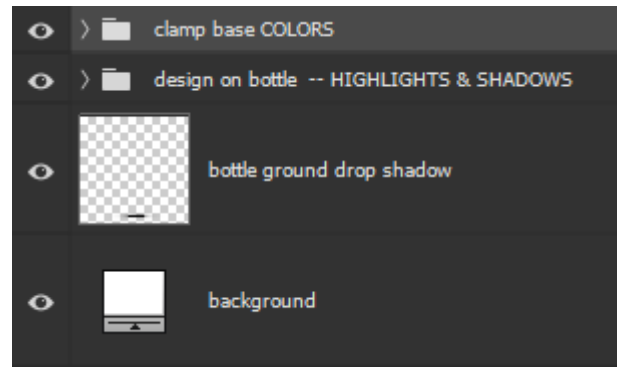 clamp base COLORS
design on bottle -- HIGHLIGHTS & SHADOWS
bottle ground drop shadow
background